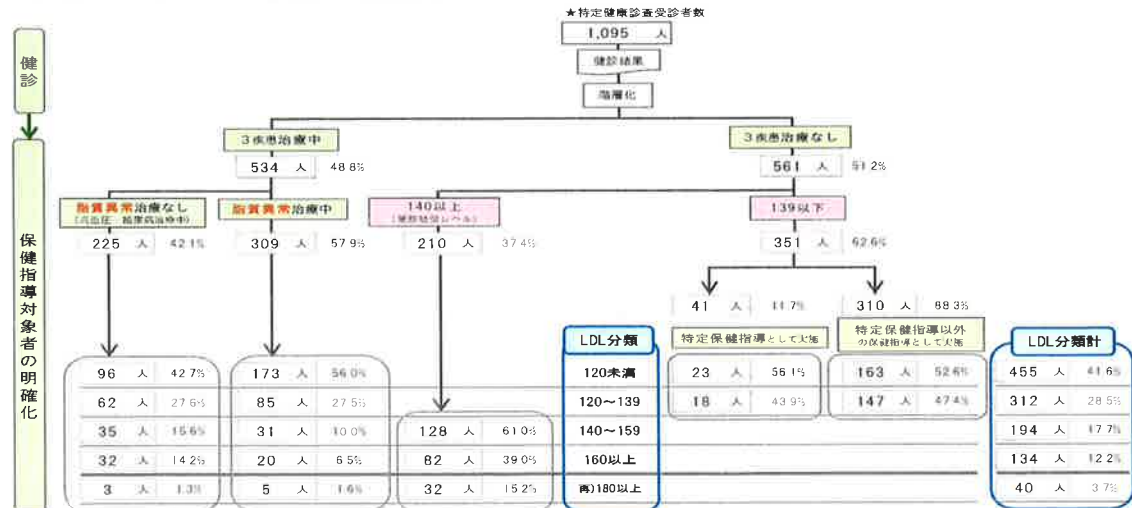 ★特定健康診査受診者数
1,095 人
健診結果
階層化
健診
3疾患治療中
534 人 48.8%
3疾患治療なし
561 人 51.2%
脂質異常治療なし
(高血圧・糖尿病治療中)
225 人 42.1%
脂質異常治療中
309 人 57.9%
140以上
210 人 37.4%
139以下
351 人 62.6%
保健指導対象者の明確化
41 人 11.7%
310 人 88.3%
特定保健指導として実施
特定保健指導以外
の保健指導として実施
LDL分類
LDL分類計
96 人 42.7% 173 人 56.0% 120未満 23 人 56.1% 163 人 52.6% 455 人 41.6%
62 人 27.6% 85 人 27.5% 120～139 18 人 43.9% 147 人 47.4% 312 人 28.5%
35 人 15.6% 31 人 10.0% 128 人 61.0% 140～159 194 人 17.7%
32 人 14.2% 20 人 6.5% 82 人 39.0% 160以上 134 人 12.2%
3 人 1.3% 5 人 1.6% 32 人 15.2% 再)180以上 40 人 3.7%